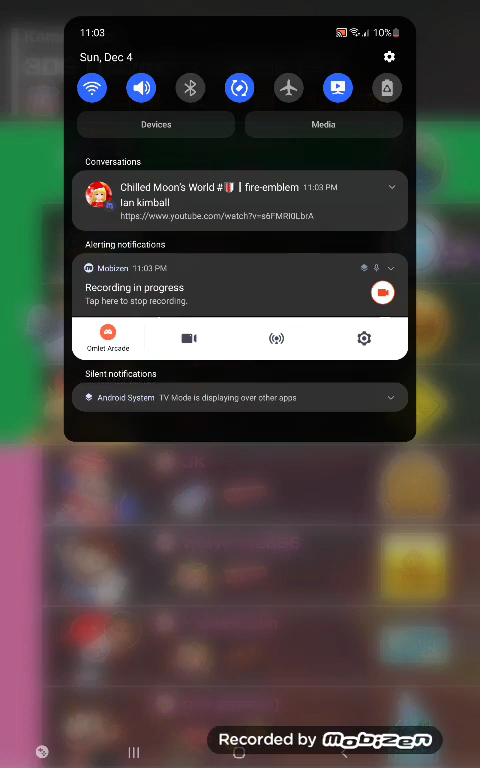 11:03
10%
Sun, Dec 4
Devices
Media
Conversations
Chilled Moon's World # | fire-emblem 11:03 PM
Ian kimball
https://www.youtube.com/watch?v=s6FMRI0LbrA
Alerting notifications
Mobizen 11:03 PM
Recording in progress
Tap here to stop recording.
Omlet Arcade
Silent notifications
Android System TV Mode is displaying over other apps
Recorded by Mobizen